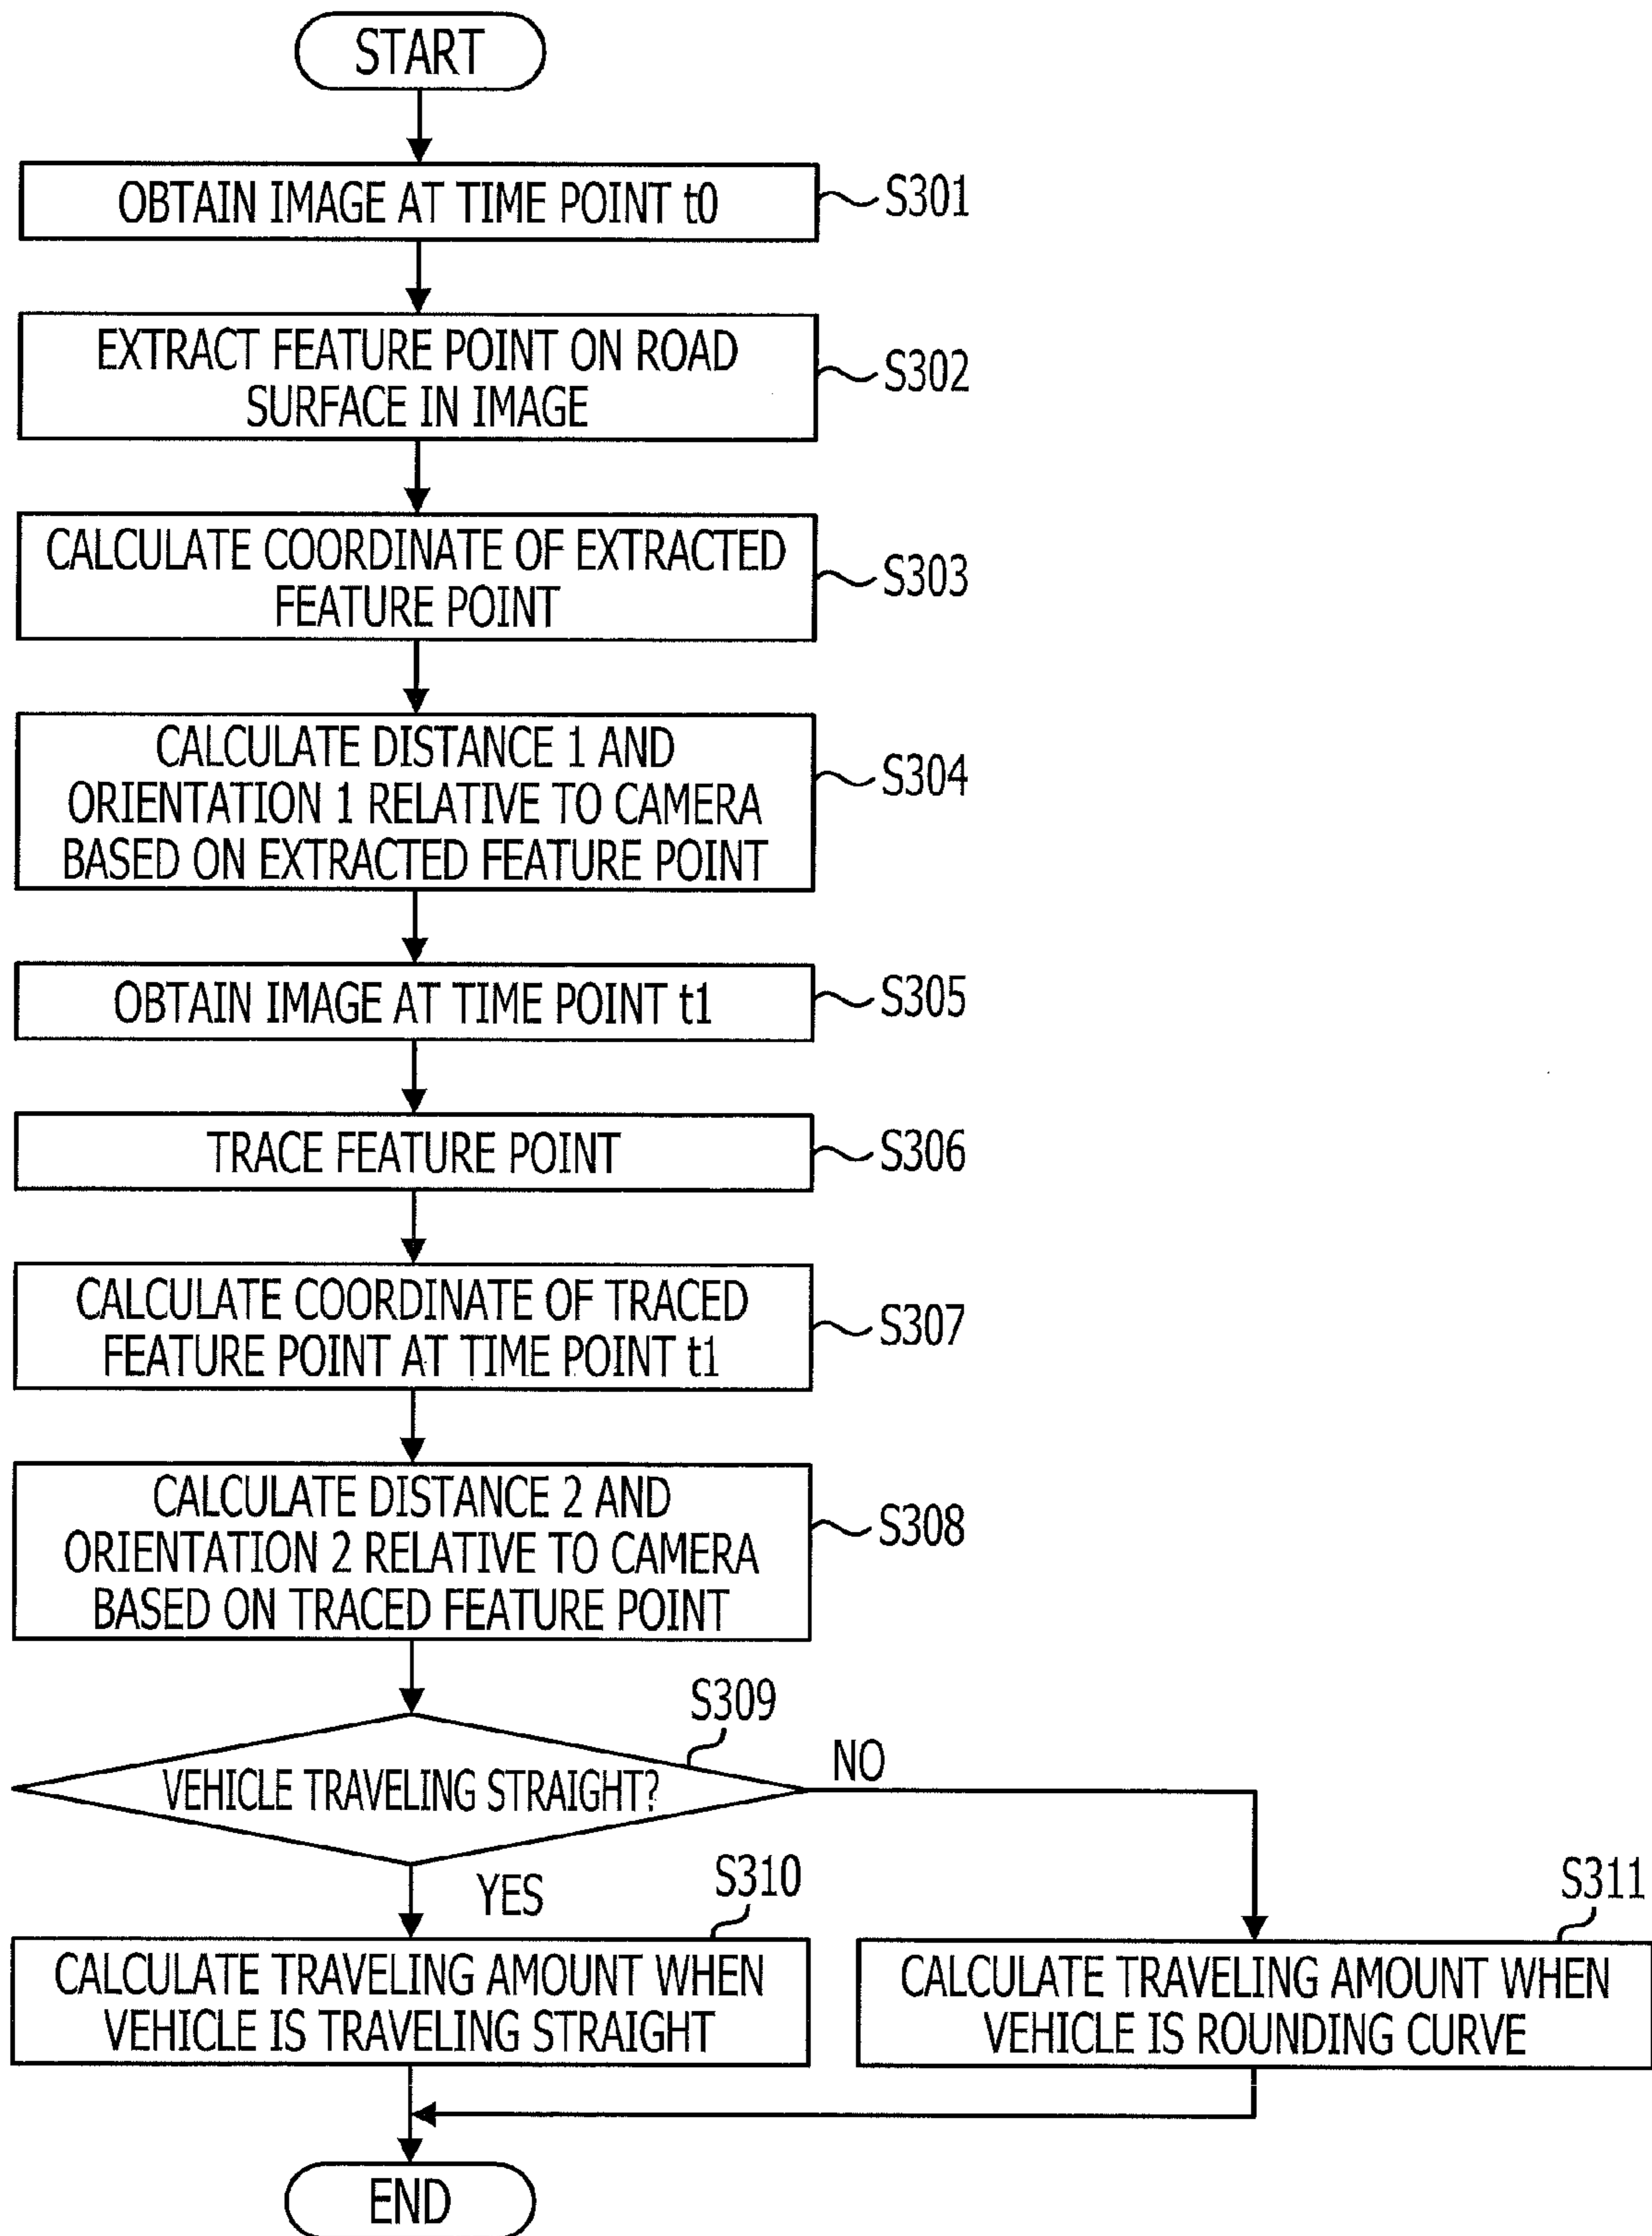 START
OBTAIN IMAGE AT TIME POINT t0
S301
EXTRACT FEATURE POINT ON ROAD
SURFACE IN IMAGE
S302
CALCULATE COORDINATE OF EXTRACTED
FEATURE POINT
S303
CALCULATE DISTANCE 1 AND
ORIENTATION 1 RELATIVE TO CAMERA
BASED ON EXTRACTED FEATURE POINT
S304
OBTAIN IMAGE AT TIME POINT t1
S305
TRACE FEATURE POINT
S306
CALCULATE COORDINATE OF TRACED
FEATURE POINT AT TIME POINT t1
S307
CALCULATE DISTANCE 2 AND
ORIENTATION 2 RELATIVE TO CAMERA
BASED ON TRACED FEATURE POINT
S308
S309
VEHICLE TRAVELING STRAIGHT?
NO
YES
S310
CALCULATE TRAVELING AMOUNT WHEN
VEHICLE IS TRAVELING STRAIGHT
S311
CALCULATE TRAVELING AMOUNT WHEN
VEHICLE IS ROUNDING CURVE
END